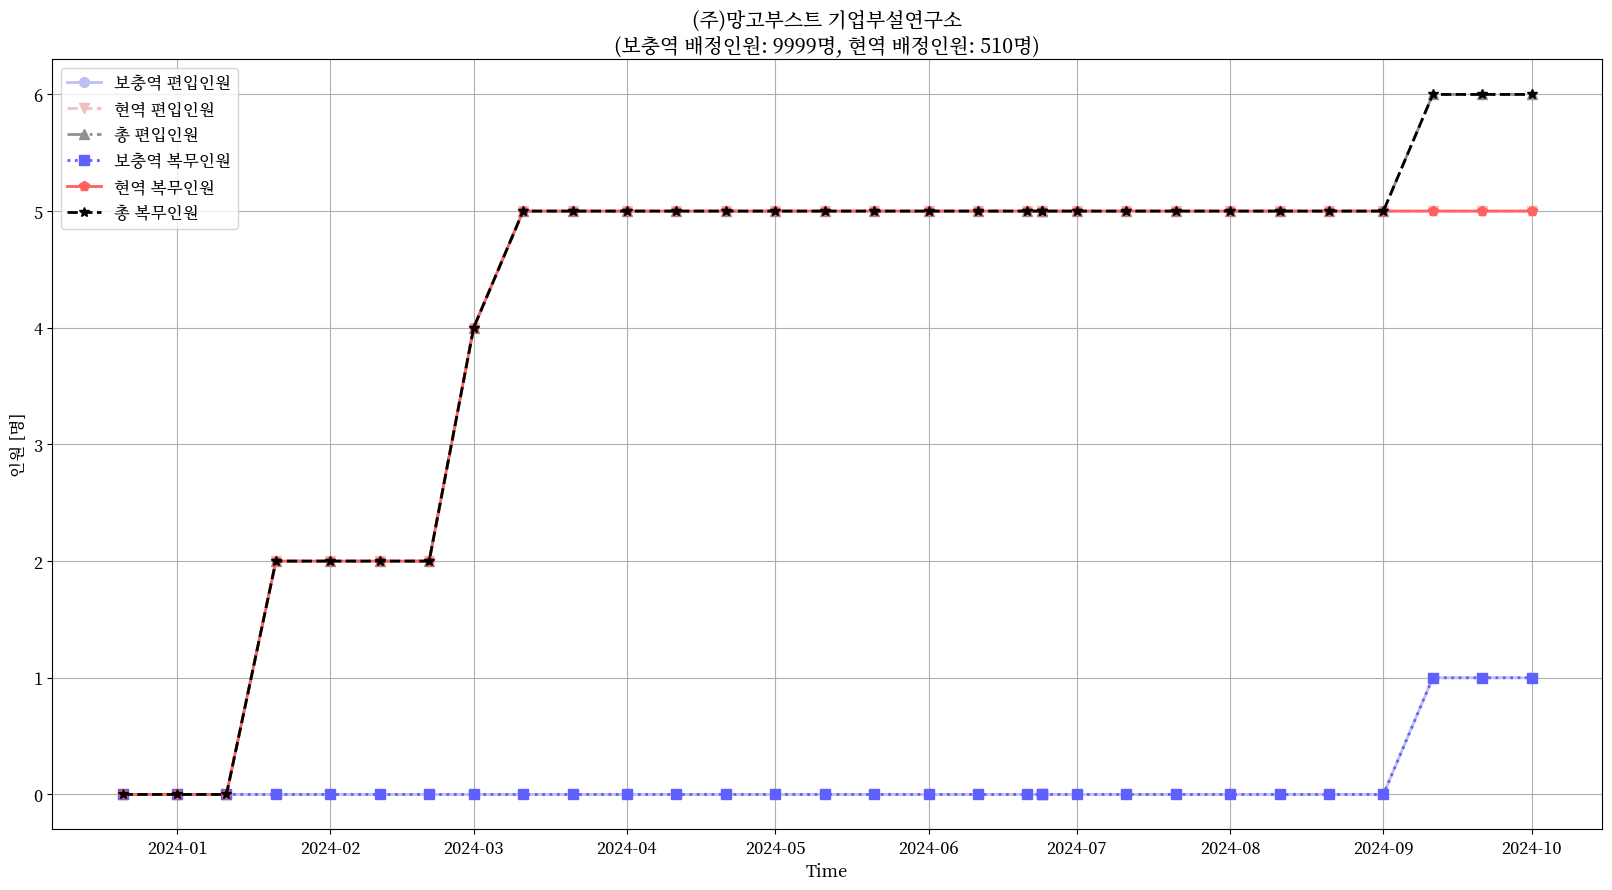 (주)망고부스트 기업부설연구소
(보충역 배정인원: 9999명, 현역 배정인원: 510명)
보충역 편입인원
현역 편입인원
총 편입인원
보충역 복무인원
현역 복무인원
총 복무인원
인원 [명]
6
5
4
3
2
1
0
2024-01
2024-02
2024-03
2024-04
2024-05
2024-06
2024-07
2024-08
2024-09
2024-10
Time